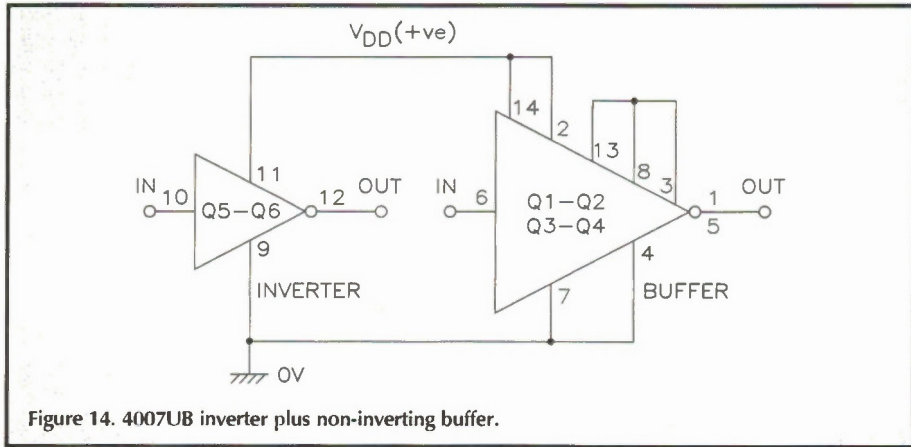 V_DD(+ve)
14
2
13
8
3
11
IN
10
Q5-Q6
12
OUT
9
INVERTER
IN
6
Q1-Q2
Q3-Q4
1
5
OUT
4
7
BUFFER
0V
Figure 14. 4007UB inverter plus non-inverting buffer.